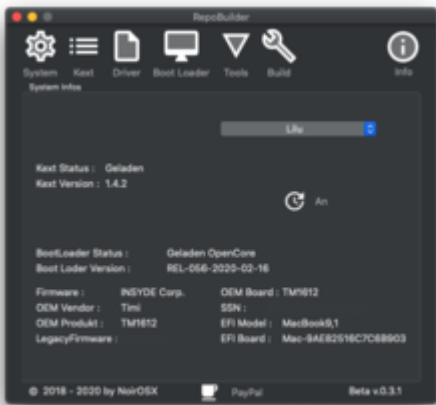 RepoBuilder
System Kext Driver Boot Loader Tools Build Info
System Infos
Lilu
Kext Status : Geladen
Kext Version : 1.4.2
An
BootLoader Status : Geladen OpenCore
Boot Loder Version : REL-056-2020-02-16
Firmware : INSYDE Corp. OEM Board : TM1612
OEM Vendor : Timi SSN :
OEM Produkt : TM1612 EFI Model : MacBook9,1
LegacyFirmware : EFI Board : Mac-9AE82516C7C6B903
© 2018 - 2020 by NoirOSX PayPal Beta v.0.3.1